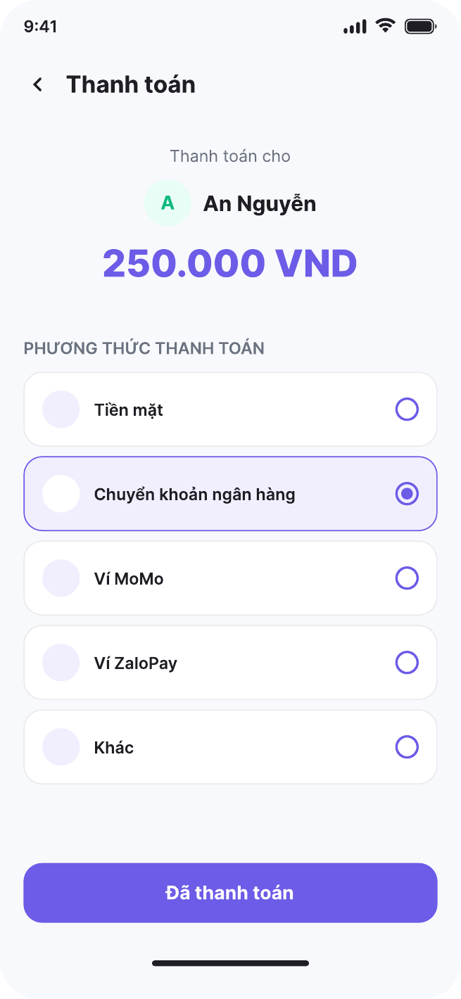 9:41
Thanh toán
Thanh toán cho
A
An Nguyễn
250.000 VND
PHƯƠNG THỨC THANH TOÁN
Tiền mặt
Chuyển khoản ngân hàng
Ví MoMo
Ví ZaloPay
Khác
Đã thanh toán